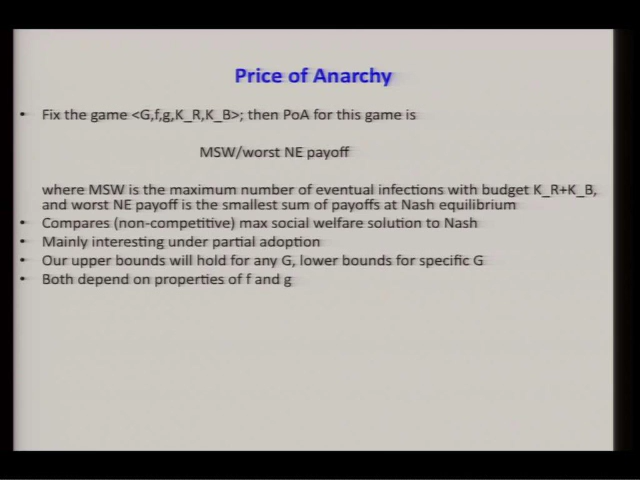 Price of Anarchy
• Fix the game <G,f,g,K_R,K_B>; then PoA for this game is
MSW/worst NE payoff
where MSW is the maximum number of eventual infections with budget K_R+K_B,
and worst NE payoff is the smallest sum of payoffs at Nash equilibrium
• Compares (non-competitive) max social welfare solution to Nash
• Mainly interesting under partial adoption
• Our upper bounds will hold for any G, lower bounds for specific G
• Both depend on properties of f and g